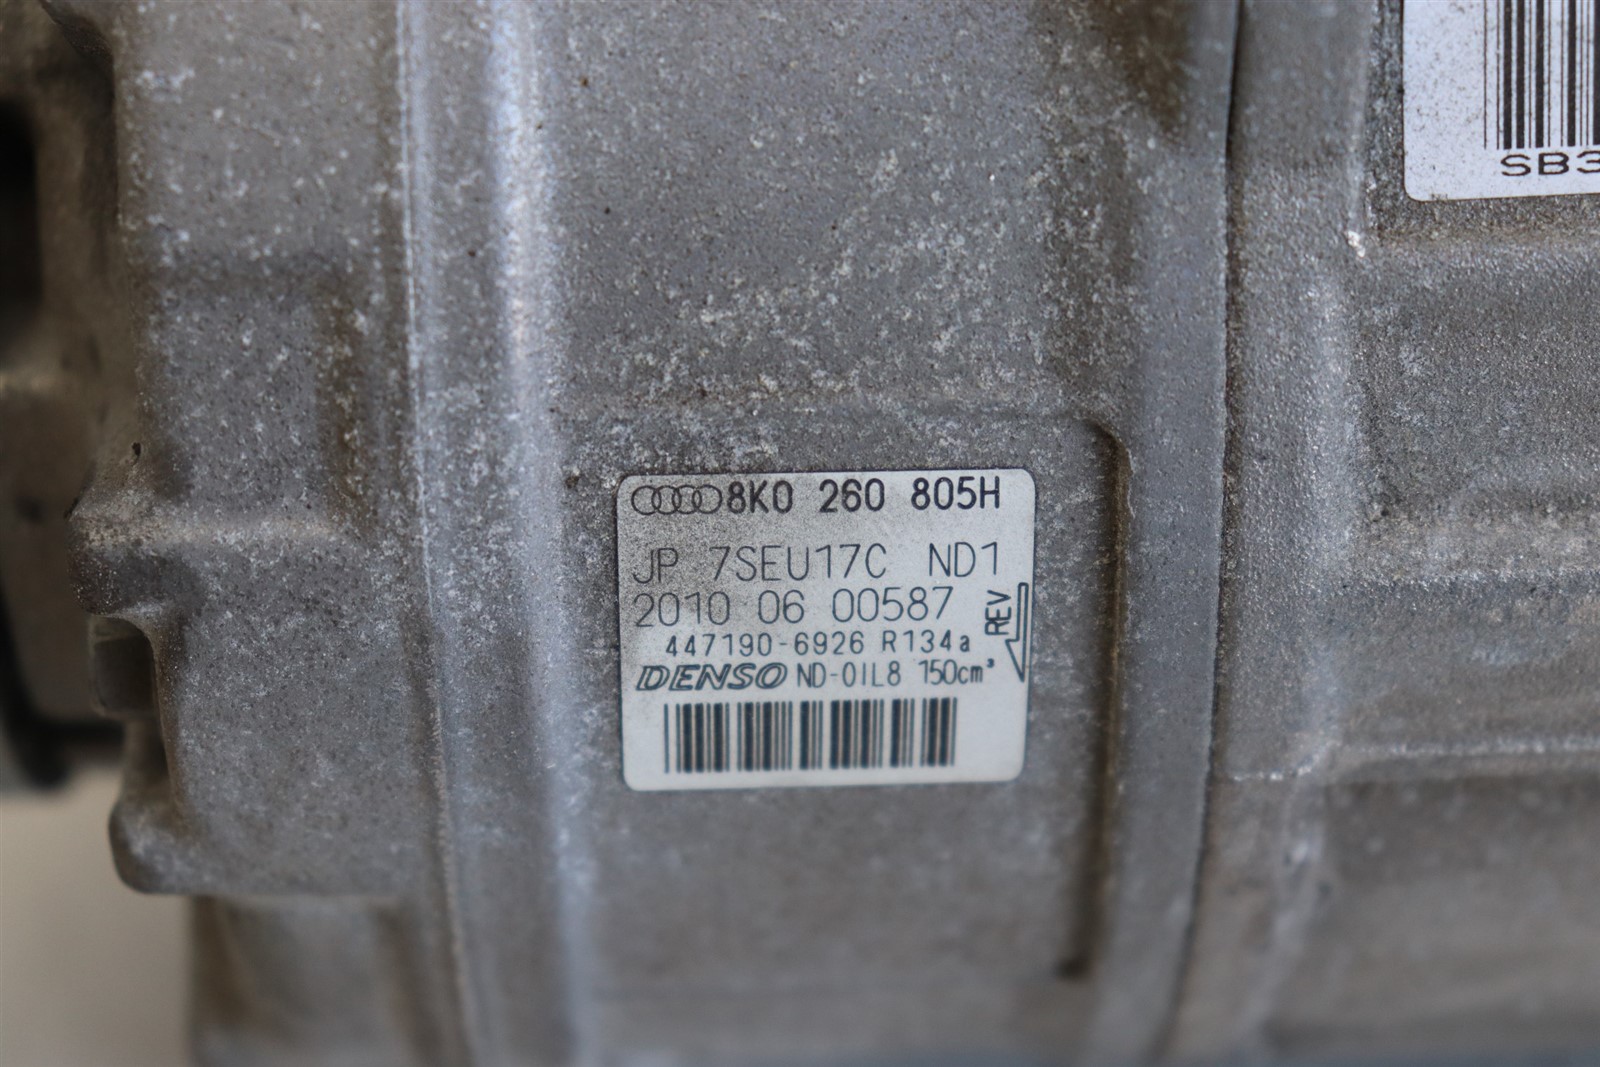 SB3
8K0 260 805H
JP 7SEU17C ND1
2010 06 00587
REV
447190-6926 R134a
DENSO ND-OIL8 150cm³